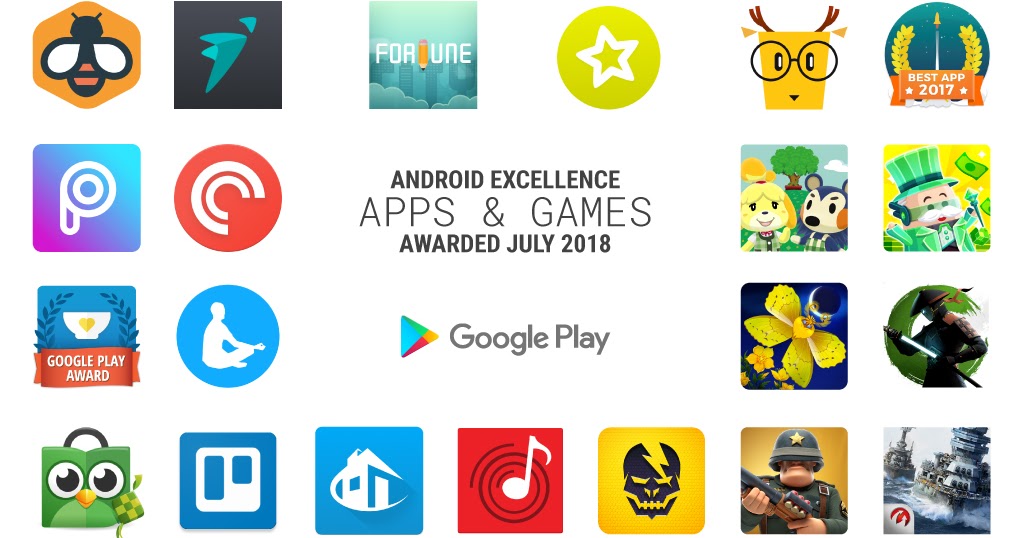 FORTUNE
BEST APP
2017
ANDROID EXCELLENCE
APPS & GAMES
AWARDED JULY 2018
Google Play
GOOGLE PLAY
AWARD